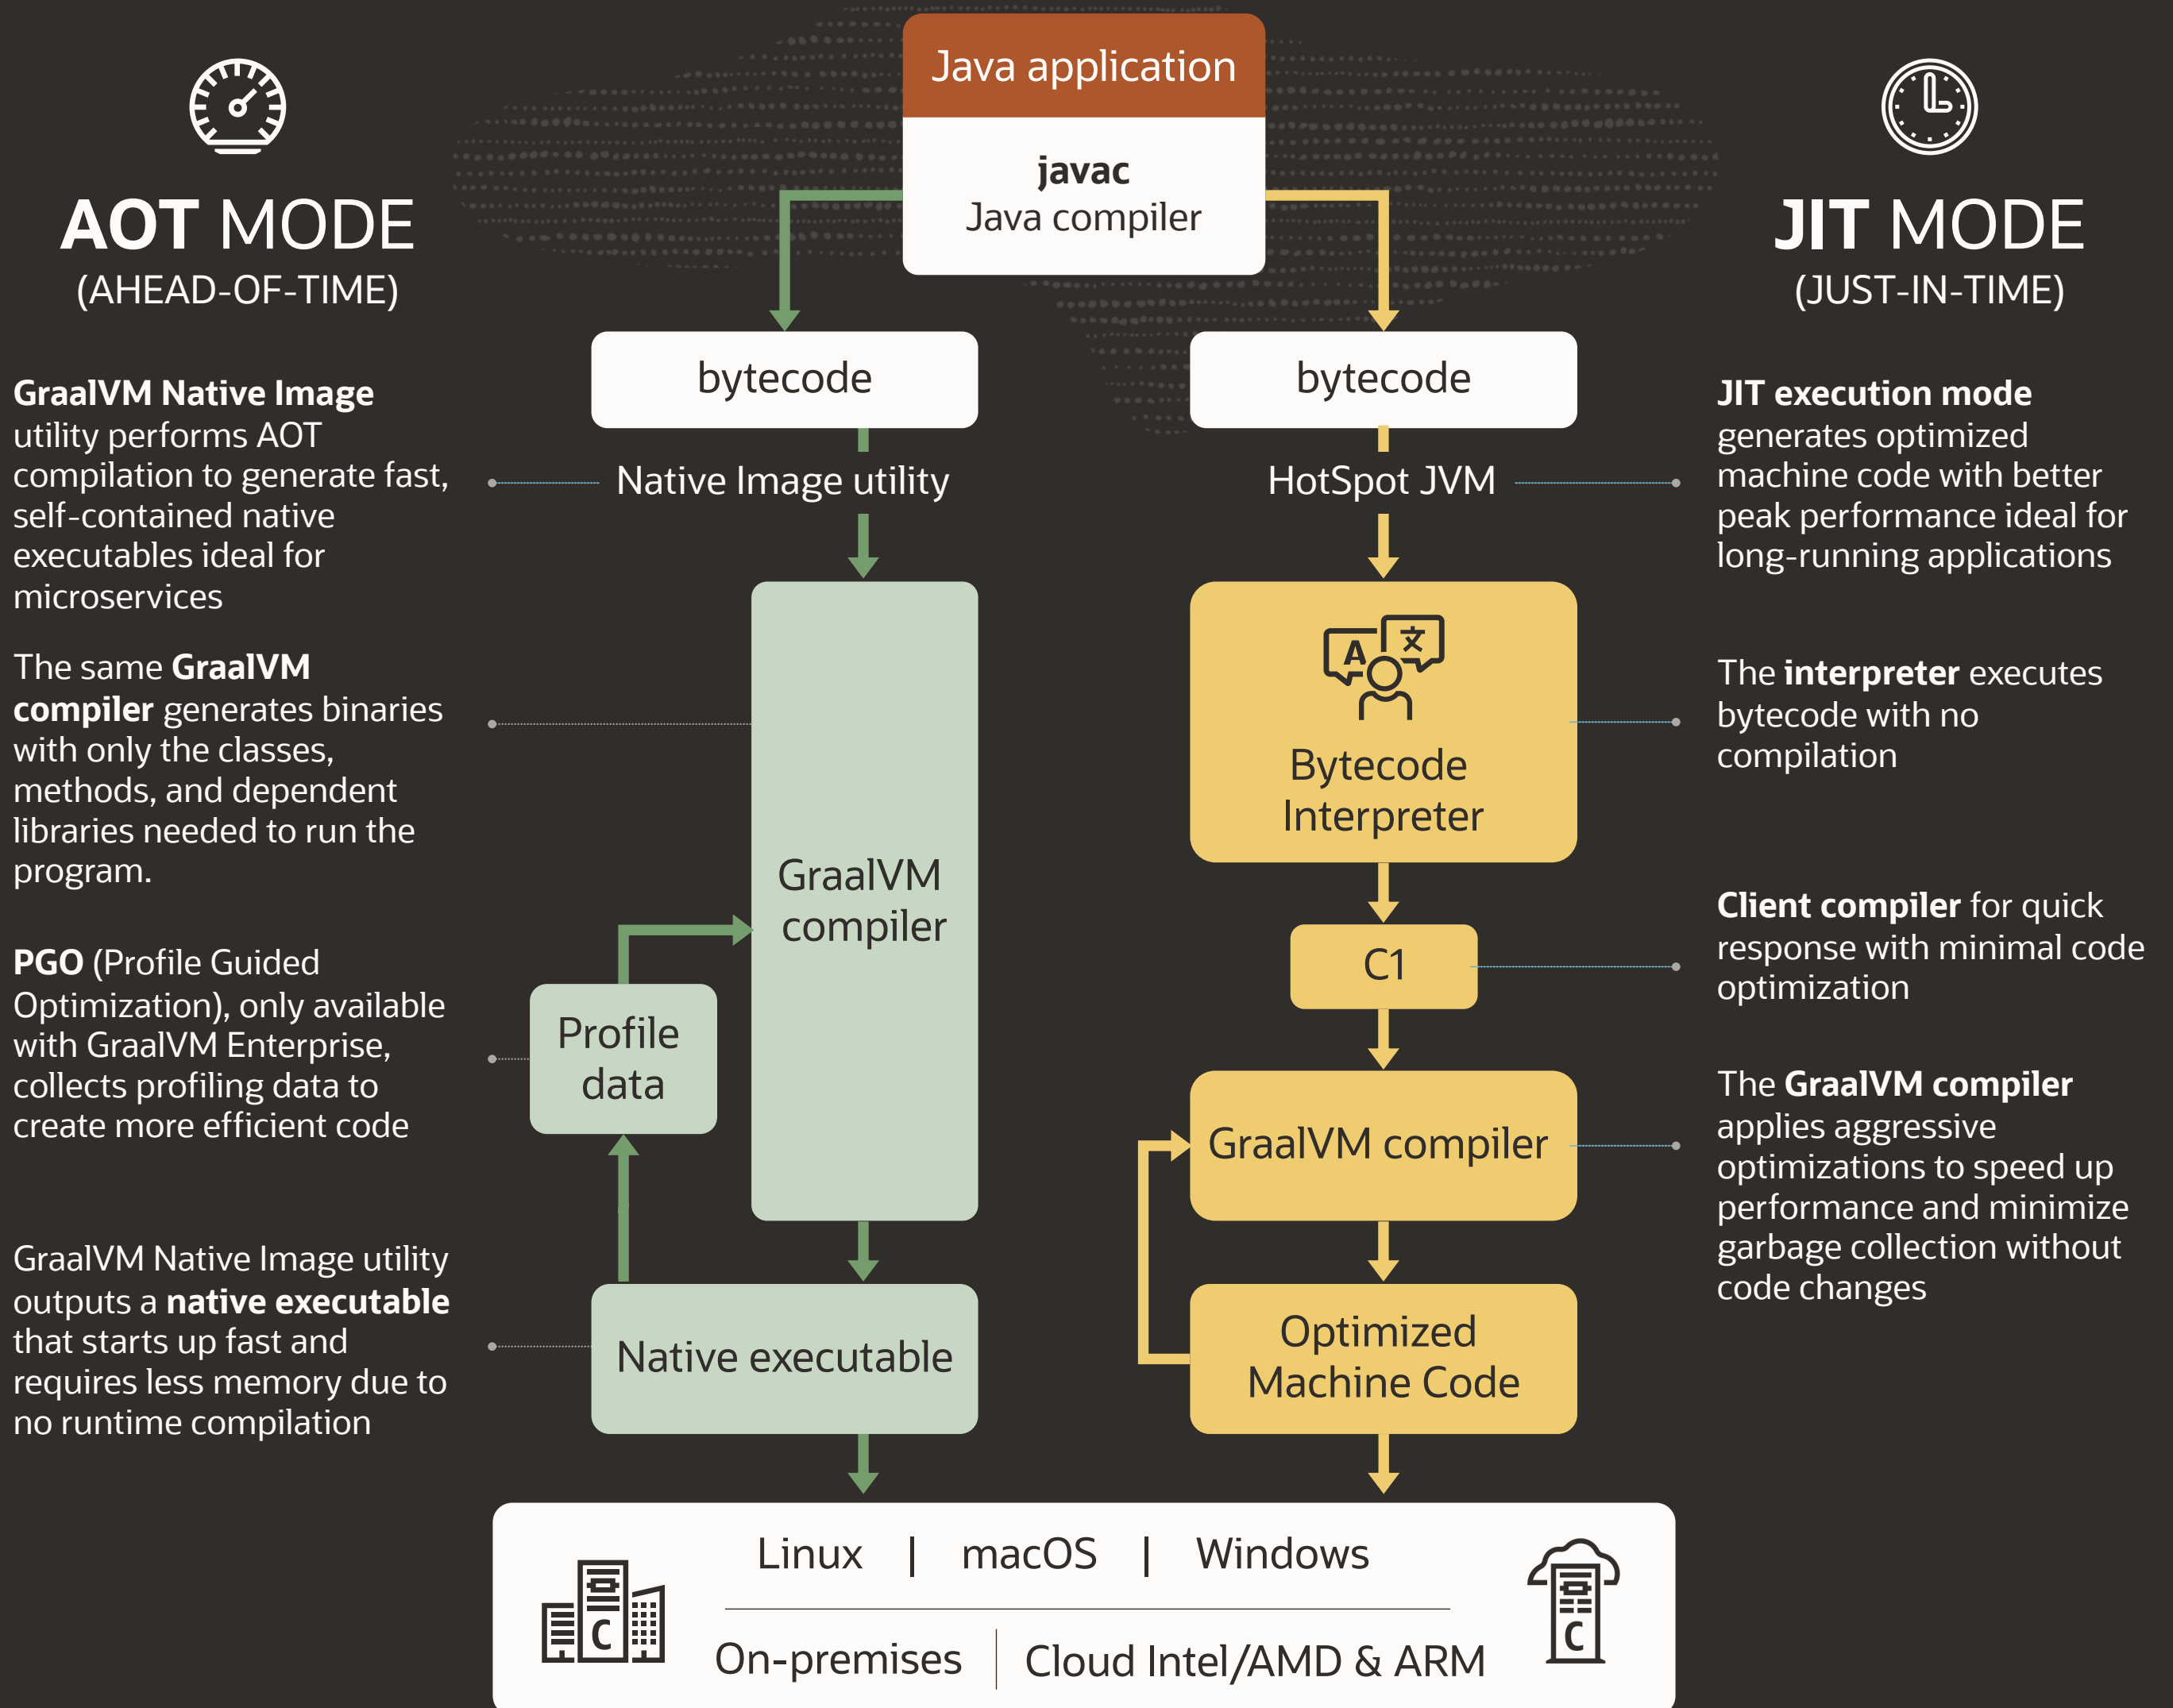 Java application
javac
Java compiler
AOT MODE
(AHEAD-OF-TIME)
JIT MODE
(JUST-IN-TIME)
bytecode
bytecode
GraalVM Native Image
utility performs AOT
compilation to generate fast,
self-contained native
executables ideal for
microservices
Native Image utility
HotSpot JVM
JIT execution mode
generates optimized
machine code with better
peak performance ideal for
long-running applications
The same GraalVM
compiler generates binaries
with only the classes,
methods, and dependent
libraries needed to run the
program.
GraalVM
compiler
A 文
Bytecode
Interpreter
The interpreter executes
bytecode with no
compilation
PGO (Profile Guided
Optimization), only available
with GraalVM Enterprise,
collects profiling data to
create more efficient code
Profile
data
C1
Client compiler for quick
response with minimal code
optimization
GraalVM compiler
The GraalVM compiler
applies aggressive
optimizations to speed up
performance and minimize
garbage collection without
code changes
GraalVM Native Image utility
outputs a native executable
that starts up fast and
requires less memory due to
no runtime compilation
Native executable
Optimized
Machine Code
Linux | macOS | Windows
C
On-premises | Cloud Intel/AMD & ARM
C